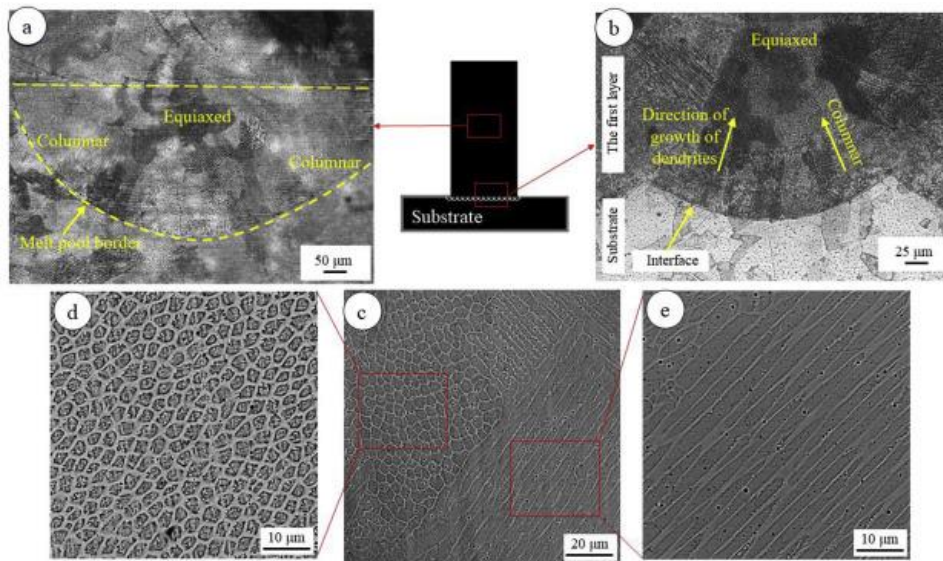 a
Equiaxed
Columnar
Columnar
Melt pool border
50 μm
Substrate
b
Equiaxed
The first layer
Direction of
growth of
dendrites
Columnar
Substrate
Interface
25 μm
d
10 μm
c
20 μm
e
10 μm